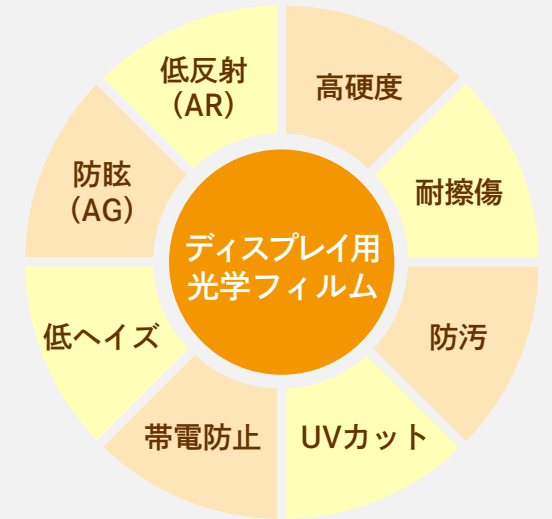 低反射
(AR)
高硬度
防眩
(AG)
耐擦傷
ディスプレイ用
光学フィルム
低ヘイズ
防汚
帯電防止
UVカット